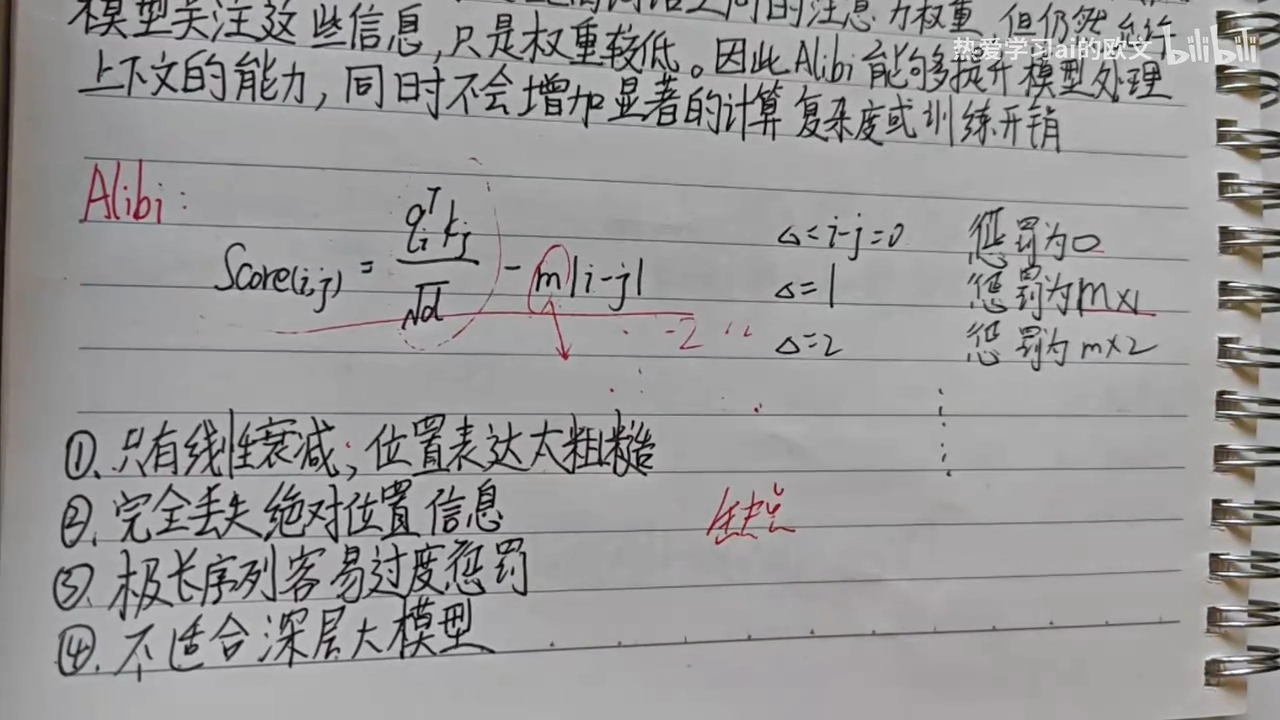 模型关注这些信息,只是权重较低。因此Alibi能够多提升模型处理
上下文的能力,同时不会增加显著的计算复杂度或训练开销
热爱学习ai的欧文 bilibili
Alibi:
Score(i,j) = qᵢᵀkⱼ / √d - m|i-j|
-2
Δ<i-j=0 惩罚为0
Δ=1 惩罚为m×1
Δ=2 惩罚为m×2
①. 只有线性衰减;位置表达太粗糙
②. 完全丢失绝对位置信息
③. 极长序列容易过度惩罚
④. 不适合深层大模型